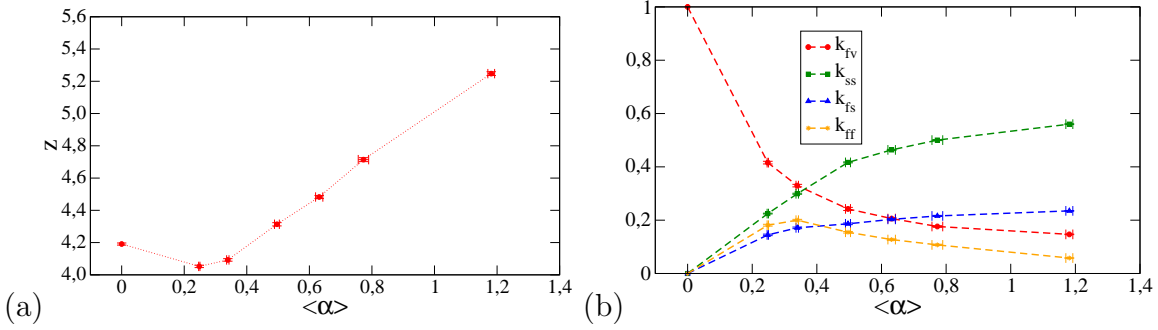 5,6
5,4
5,2
5,0
4,8
4,6
4,4
4,2
4,0
z
0 0,2 0,4 0,6 0,8 1 1,2 1,4
<α>
(a)
1
0,8
0,6
0,4
0,2
0
k_fv
k_ss
k_fs
k_ff
0 0,2 0,4 0,6 0,8 1 1,2 1,4
<α>
(b)